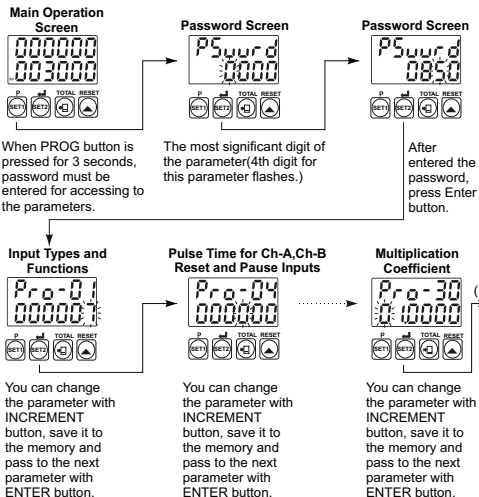 Main Operation
Screen
000000
SV 003000
P TOTAL RESET
SET1 SET2
When PROG button is
pressed for 3 seconds,
password must be
entered for accessing to
the parameters.
Password Screen
PSwrd
0000
P TOTAL RESET
SET1 SET2
The most significant digit of
the parameter(4th digit for
this parameter flashes.)
Password Screen
PSwrd
0850
P TOTAL RESET
SET1 SET2
After
entered the
password,
press Enter
button.
Input Types and
Functions
Pro-01
000007
P TOTAL RESET
SET1 SET2
You can change
the parameter with
INCREMENT
button, save it to
the memory and
pass to the next
parameter with
ENTER button.
Pulse Time for Ch-A,Ch-B
Reset and Pause Inputs
Pro-04
000000
P TOTAL RESET
SET1 SET2
You can change
the parameter with
INCREMENT
button, save it to
the memory and
pass to the next
parameter with
ENTER button.
Multiplication
Coefficient
Pro-30
010000
P TOTAL RESET
SET1 SET2
(
You can change
the parameter with
INCREMENT
button, save it to
the memory and
pass to the next
parameter with
ENTER button.